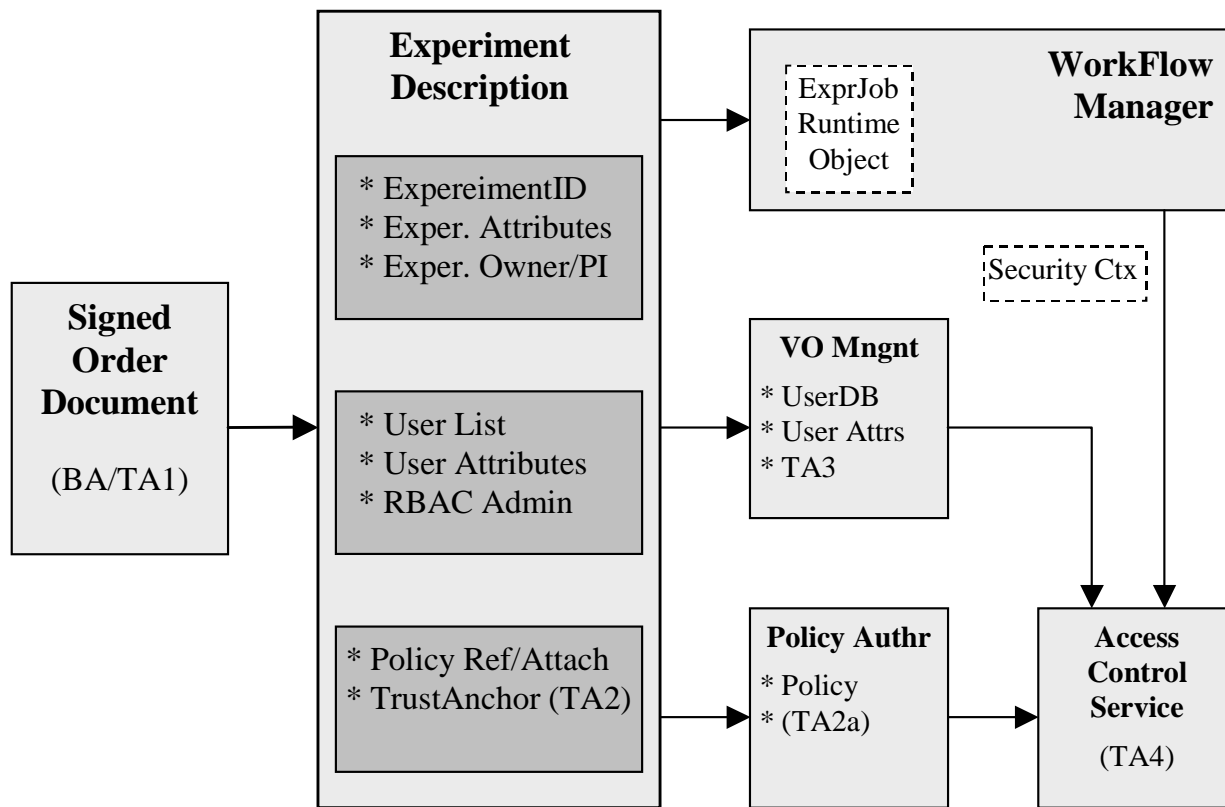 Signed
Order
Document
(BA/TA1)
Experiment
Description
* ExpereimentID
* Exper. Attributes
* Exper. Owner/PI
* User List
* User Attributes
* RBAC Admin
* Policy Ref/Attach
* TrustAnchor (TA2)
WorkFlow
Manager
ExprJob
Runtime
Object
Security Ctx
VO Mngnt
* UserDB
* User Attrs
* TA3
Policy Authr
* Policy
* (TA2a)
Access
Control
Service
(TA4)